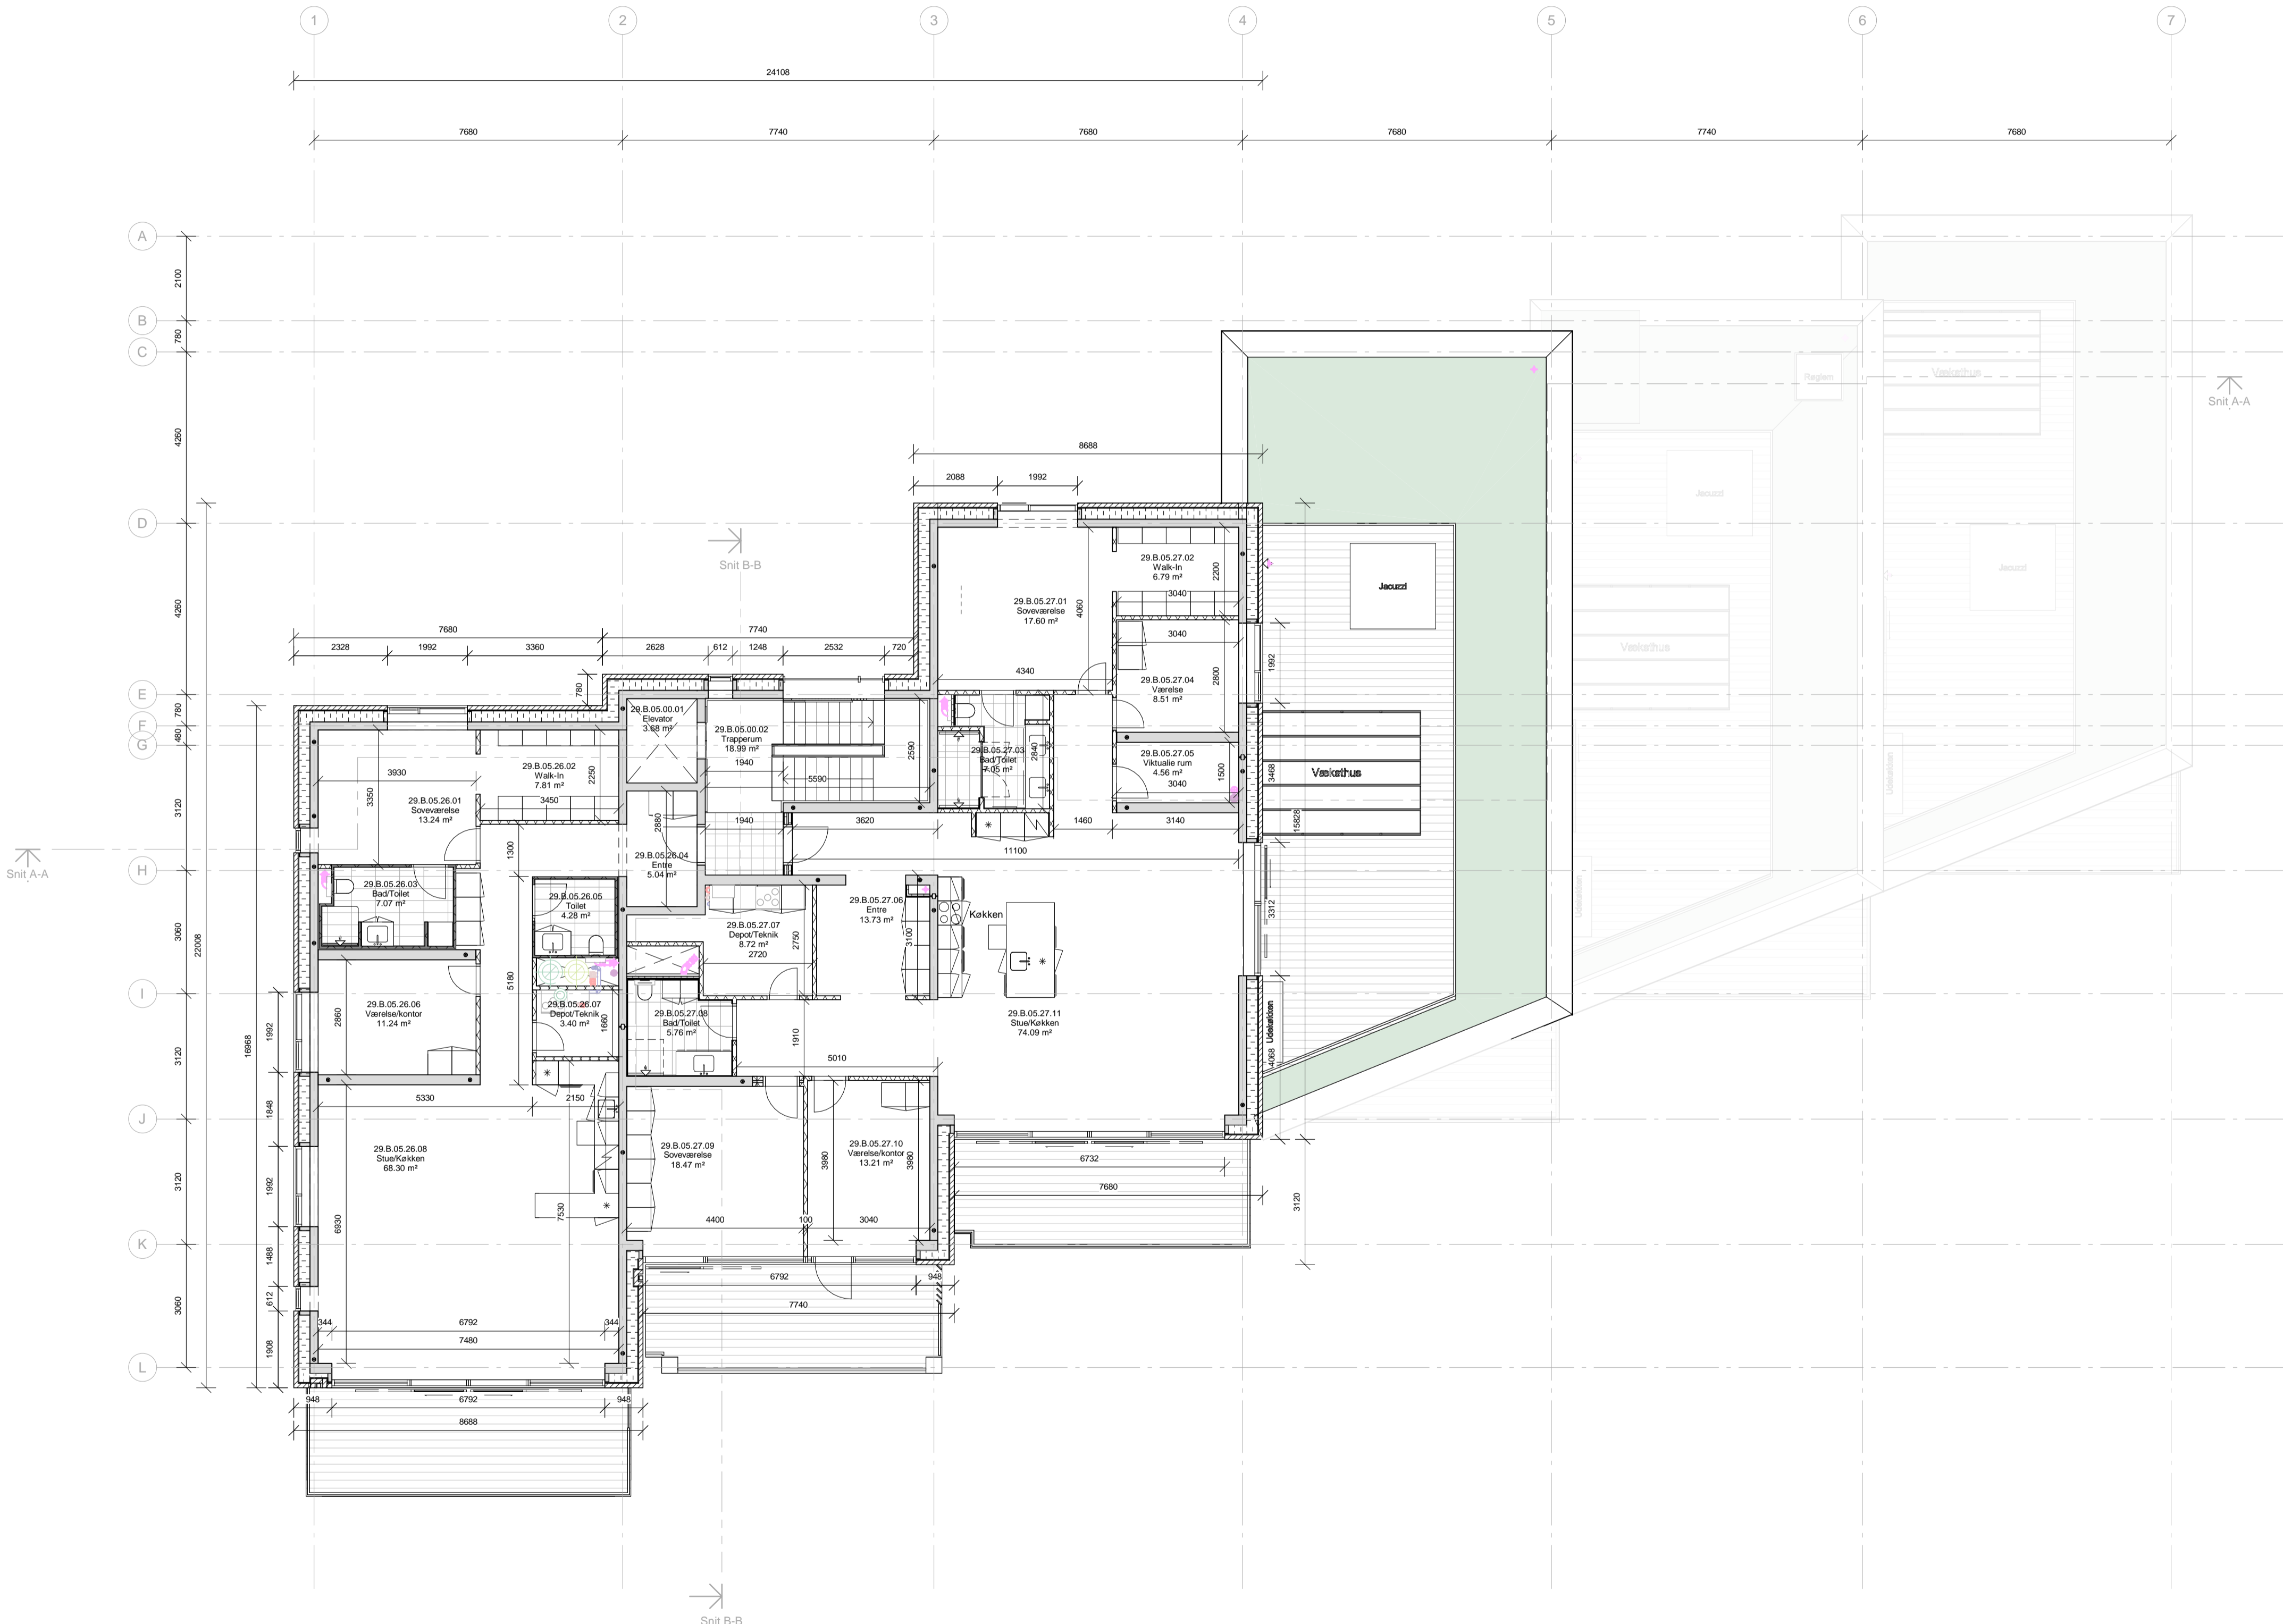 1
2
3
4
5
6
7
24108
7680
7740
7680
7680
7740
7680
A
B
C
D
E
F
G
H
I
J
K
L
2100
780
4260
4260
780
480
3120
3060
3120
3120
3060
22008
16968
1992
1848
1992
1488
612
1908
Snit A-A
Snit A-A
Snit B-B
Snit B-B
8688
2088
1992
7680
7740
2328
1992
3360
2628
612
1248
2532
720
780
29.B.05.27.01
Soveværelse
17.60 m²
4060
4340
29.B.05.27.02
Walk-In
6.79 m²
2200
3040
3040
29.B.05.27.04
Værelse
8.51 m²
2800
29.B.05.27.03
Bad/Toilet
7.05 m²
2840
29.B.05.27.05
Viktualie rum
4.56 m²
1500
3040
1460
3140
11100
29.B.05.00.01
Elevator
3.68 m²
29.B.05.00.02
Trapperum
18.99 m²
1940
5590
2590
1940
3620
29.B.05.26.02
Walk-In
7.81 m²
2250
3450
3930
3350
29.B.05.26.01
Soveværelse
13.24 m²
1300
2880
29.B.05.26.04
Entre
5.04 m²
29.B.05.26.03
Bad/Toilet
7.07 m²
29.B.05.26.05
Toilet
4.28 m²
5180
29.B.05.26.06
Værelse/kontor
11.24 m²
2860
29.B.05.26.07
Depot/Teknik
3.40 m²
1660
29.B.05.27.07
Depot/Teknik
8.72 m²
2720
2750
29.B.05.27.06
Entre
13.73 m²
3100
Køkken
29.B.05.27.08
Bad/Toilet
5.76 m²
1910
5010
29.B.05.27.11
Stue/Køkken
74.09 m²
5330
2150
29.B.05.26.08
Stue/Køkken
68.30 m²
6930
7530
29.B.05.27.09
Soveværelse
18.47 m²
29.B.05.27.10
Værelse/kontor
13.21 m²
3980
3980
4400
100
3040
6792
948
7740
344
6792
344
7480
948
6792
948
8688
6732
7680
3120
1992
3468
15828
3312
4068
Jacuzzi
Væksthus
Udekøkken
Jacuzzi
Væksthus
Udekøkken
Røglem
Væksthus
Jacuzzi
Udekøkken